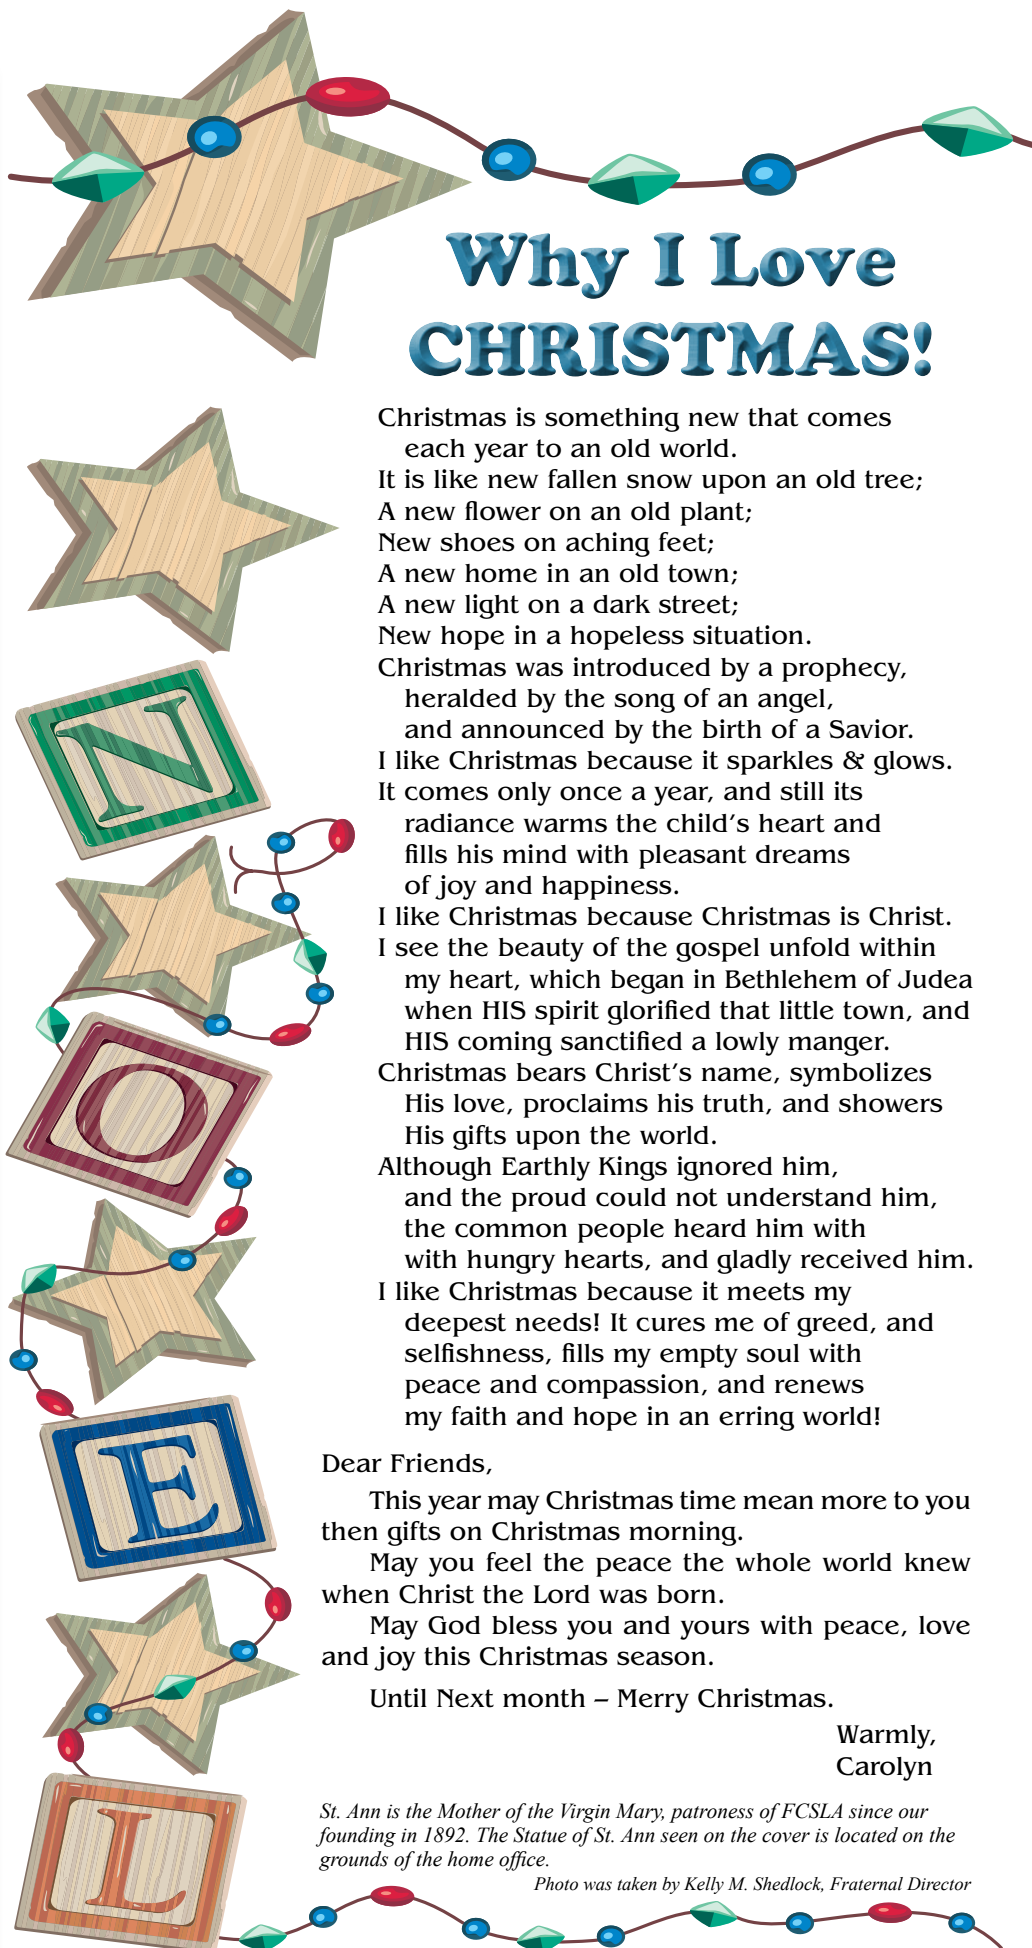 Why I Love
CHRISTMAS!
Christmas is something new that comes
each year to an old world.
It is like new fallen snow upon an old tree;
A new flower on an old plant;
New shoes on aching feet;
A new home in an old town;
A new light on a dark street;
New hope in a hopeless situation.
Christmas was introduced by a prophecy,
heralded by the song of an angel,
and announced by the birth of a Savior.
I like Christmas because it sparkles & glows.
It comes only once a year, and still its
radiance warms the child's heart and
fills his mind with pleasant dreams
of joy and happiness.
I like Christmas because Christmas is Christ.
I see the beauty of the gospel unfold within
my heart, which began in Bethlehem of Judea
when HIS spirit glorified that little town, and
HIS coming sanctified a lowly manger.
Christmas bears Christ's name, symbolizes
His love, proclaims his truth, and showers
His gifts upon the world.
Although Earthly Kings ignored him,
and the proud could not understand him,
the common people heard him with
with hungry hearts, and gladly received him.
I like Christmas because it meets my
deepest needs! It cures me of greed, and
selfishness, fills my empty soul with
peace and compassion, and renews
my faith and hope in an erring world!
Dear Friends,
This year may Christmas time mean more to you
then gifts on Christmas morning.
May you feel the peace the whole world knew
when Christ the Lord was born.
May God bless you and yours with peace, love
and joy this Christmas season.
Until Next month – Merry Christmas.
Warmly,
Carolyn
St. Ann is the Mother of the Virgin Mary, patroness of FCSLA since our
founding in 1892. The Statue of St. Ann seen on the cover is located on the
grounds of the home office.
Photo was taken by Kelly M. Shedlock, Fraternal Director
N
O
E
L